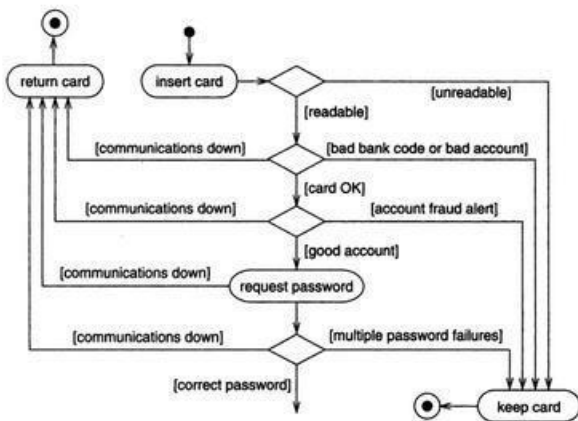 return card
insert card
[unreadable]
[readable]
[communications down]
[bad bank code or bad account]
[card OK]
[communications down]
[account fraud alert]
[good account]
[communications down]
request password
[communications down]
[multiple password failures]
[correct password]
keep card